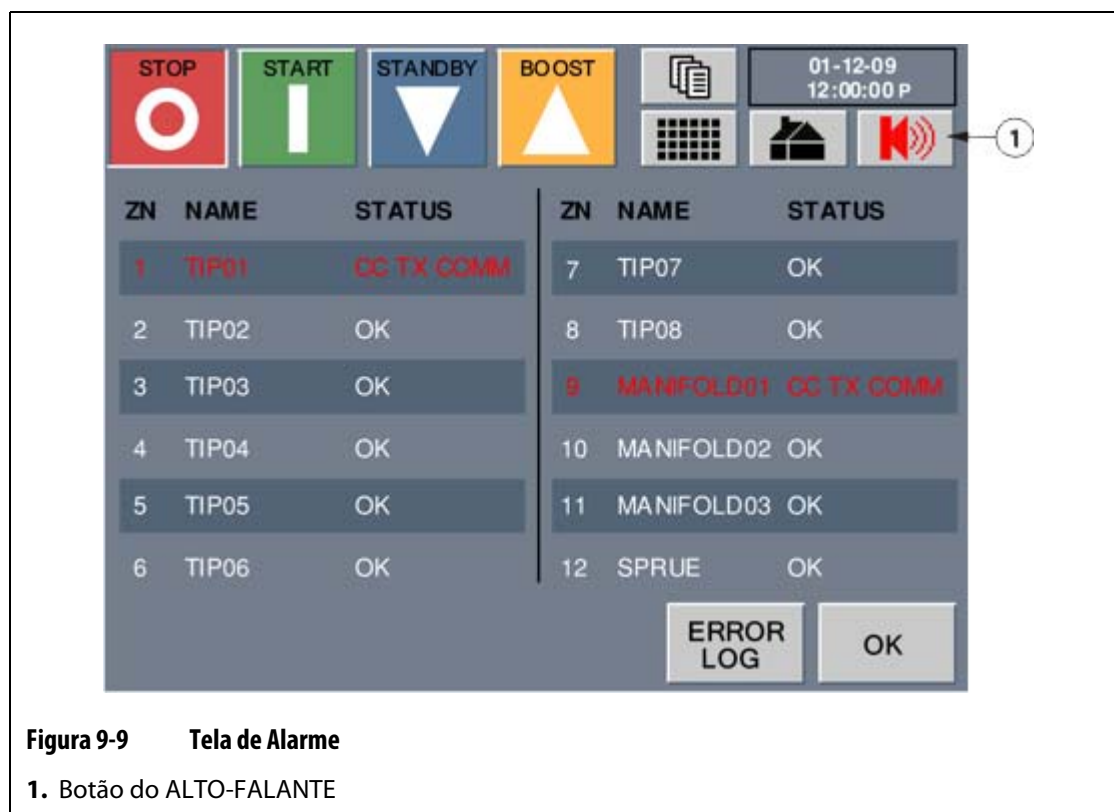 STOP START STANDBY BOOST
01-12-09
12:00:00 P
1
ZN NAME STATUS ZN NAME STATUS
1 TIP01 CC TX COMM 7 TIP07 OK
2 TIP02 OK 8 TIP08 OK
3 TIP03 OK 9 MANIFOLD01 CC TX COMM
4 TIP04 OK 10 MANIFOLD02 OK
5 TIP05 OK 11 MANIFOLD03 OK
6 TIP06 OK 12 SPRUE OK
ERROR
LOG
OK
Figura 9-9 Tela de Alarme
1. Botão do ALTO-FALANTE